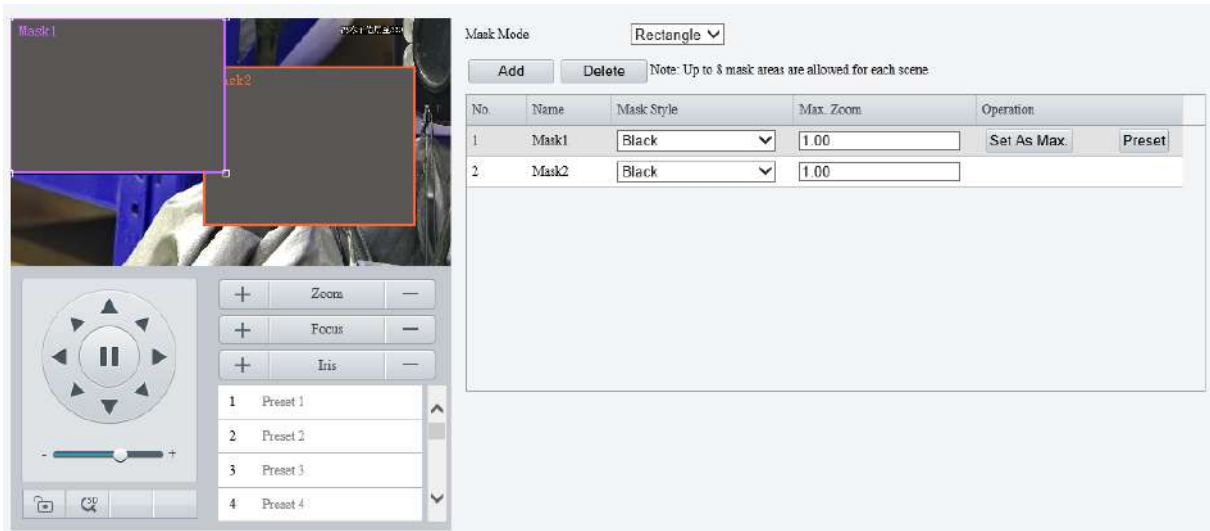 Mask1
ask2
Mask Mode
Rectangle
Add
Delete
Note: Up to 8 mask areas are allowed for each scene
No. Name Mask Style Max. Zoom Operation
1 Mask1 Black 1.00 Set As Max. Preset
2 Mask2 Black 1.00
+ Zoom —
+ Focus —
+ Iris —
1 Preset 1
2 Preset 2
3 Preset 3
4 Preset 4
- +
3D